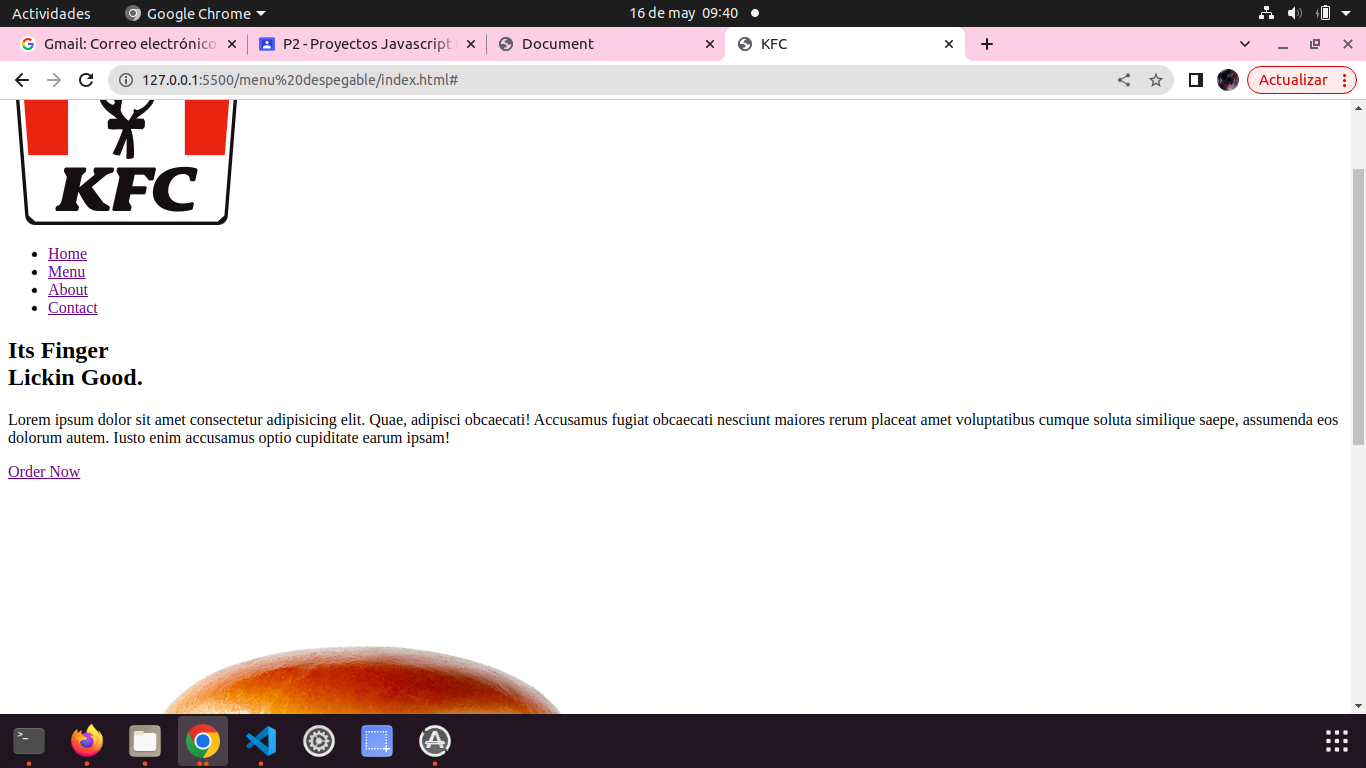 Actividades
Google Chrome
16 de may 09:40
Gmail: Correo electrónico
P2 - Proyectos Javascript
Document
KFC
127.0.0.1:5500/menu%20despegable/index.html#
Actualizar
KFC
Home
Menu
About
Contact
Its Finger
Lickin Good.
Lorem ipsum dolor sit amet consectetur adipisicing elit. Quae, adipisci obcaecati! Accusamus fugiat obcaecati nesciunt maiores rerum placeat amet voluptatibus cumque soluta similique saepe, assumenda eos
dolorum autem. Iusto enim accusamus optio cupiditate earum ipsam!
Order Now